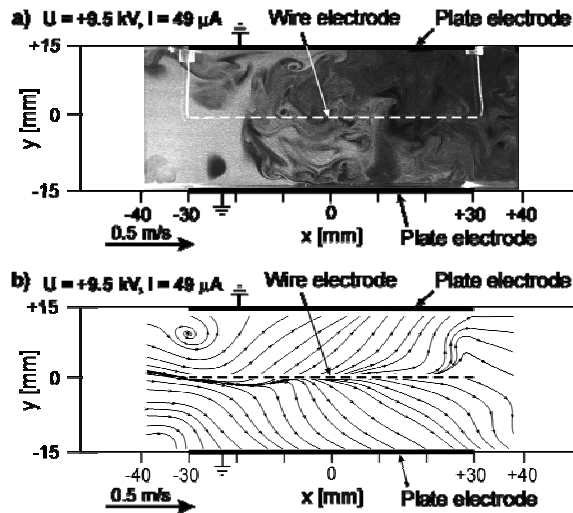 a) U = +9.5 kV, I = 49 μA
Wire electrode
Plate electrode
+15
0
-15
y [mm]
-40 -30 0 +30 +40
0.5 m/s
x [mm]
Plate electrode
b) U = +9.5 kV, I = 49 μA
Wire electrode
Plate electrode
+15
0
-15
y [mm]
-40 -30 0 +30 +40
0.5 m/s
x [mm]
Plate electrode